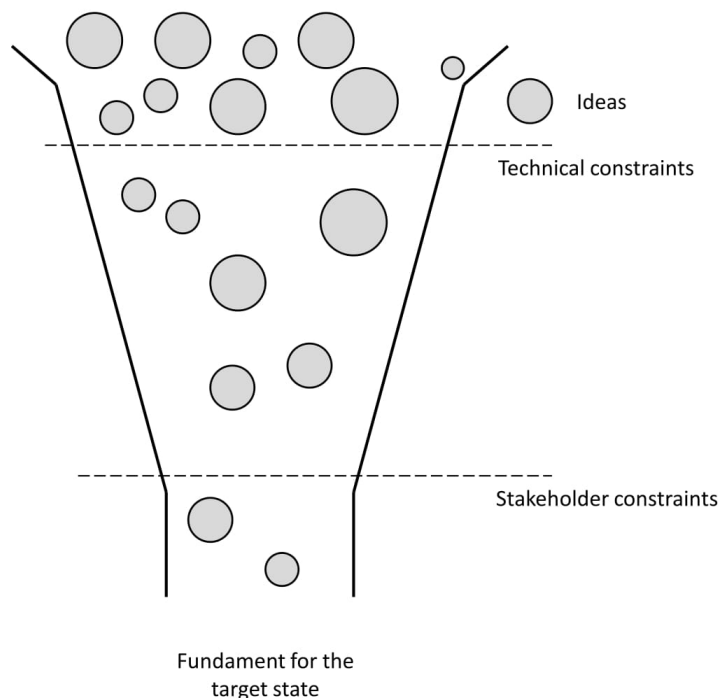 Ideas
Technical constraints
Stakeholder constraints
Fundament for the
target state